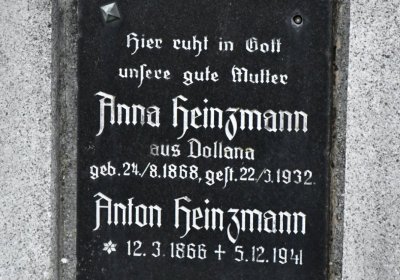 Hier ruht in Gott
unsere gute Mutter
Anna Heinzmann
aus Dollana
geb. 24./8.1868, gest. 22./3.1932.
Anton Heinzmann
✲ 12.3.1866 + 5.12.1941